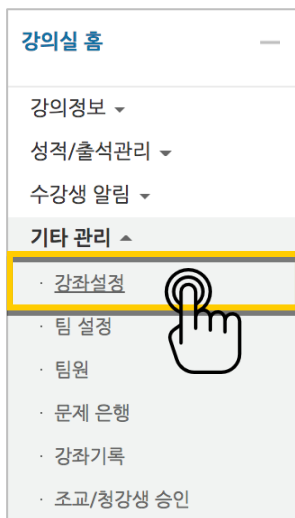 강의실 홈
강의정보
성적/출석관리
수강생 알림
기타 관리
· 강좌설정
· 팀 설정
· 팀원
· 문제 은행
· 강좌기록
· 조교/청강생 승인